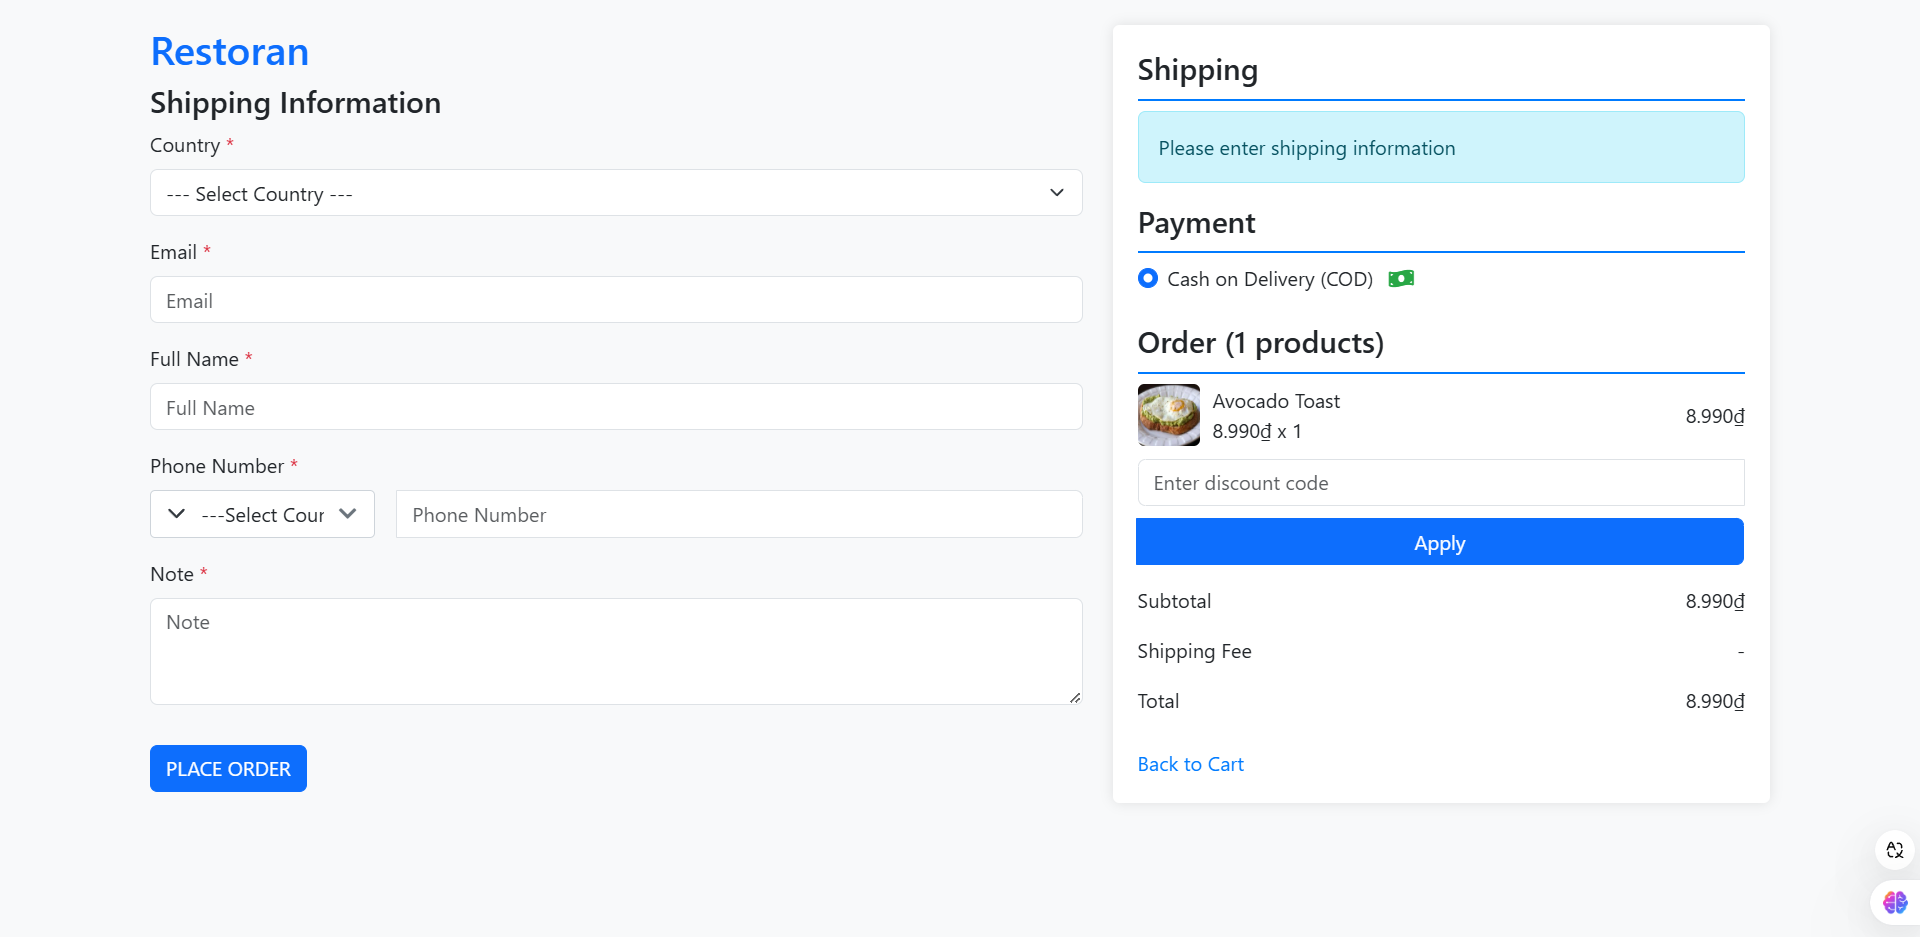 Restoran
Shipping Information
Country *
--- Select Country ---
Email *
Email
Full Name *
Full Name
Phone Number *
---Select Cour
Phone Number
Note *
Note
PLACE ORDER
Shipping
Please enter shipping information
Payment
Cash on Delivery (COD)
Order (1 products)
Avocado Toast
8.990₫ x 1
8.990₫
Enter discount code
Apply
Subtotal 8.990₫
Shipping Fee -
Total 8.990₫
Back to Cart